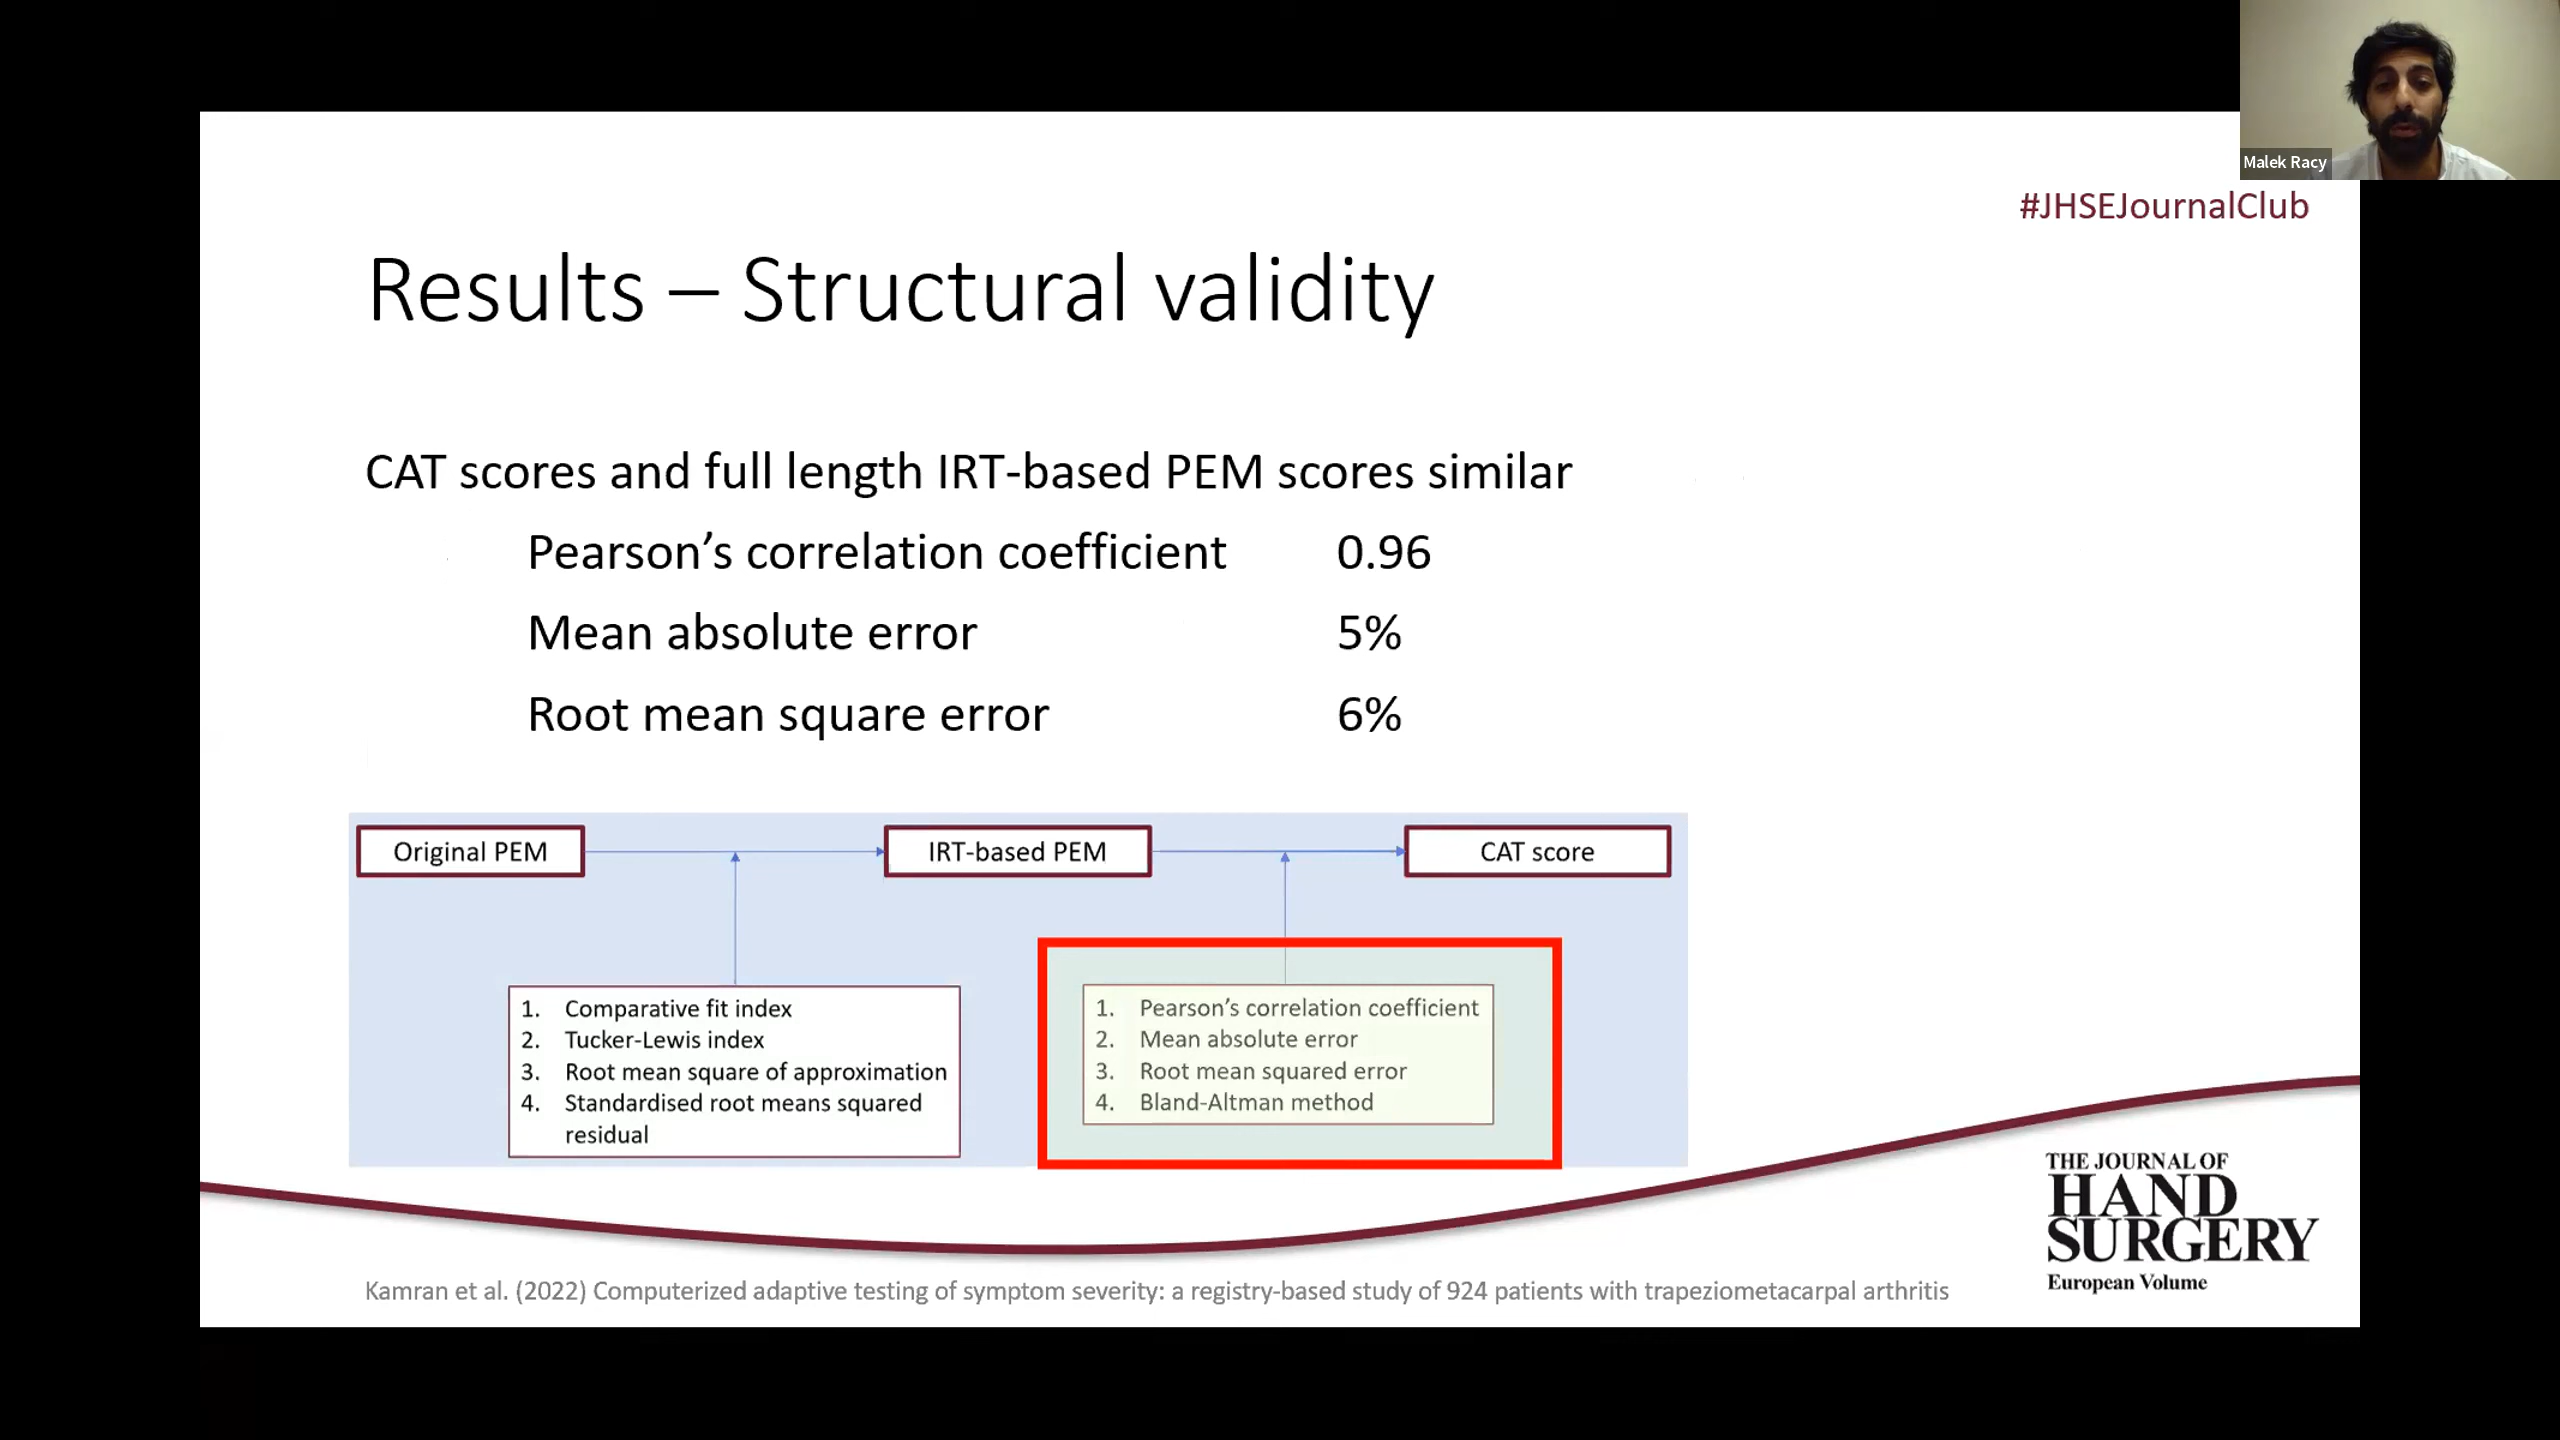 Malek Racy
#JHSEJournalClub
Results – Structural validity
CAT scores and full length IRT-based PEM scores similar
Pearson’s correlation coefficient 0.96
Mean absolute error 5%
Root mean square error 6%
Original PEM
IRT-based PEM
CAT score
1. Comparative fit index
2. Tucker-Lewis index
3. Root mean square of approximation
4. Standardised root means squared
residual
1. Pearson’s correlation coefficient
2. Mean absolute error
3. Root mean squared error
4. Bland-Altman method
THE JOURNAL OF
HAND
SURGERY
European Volume
Kamran et al. (2022) Computerized adaptive testing of symptom severity: a registry-based study of 924 patients with trapeziometacarpal arthritis